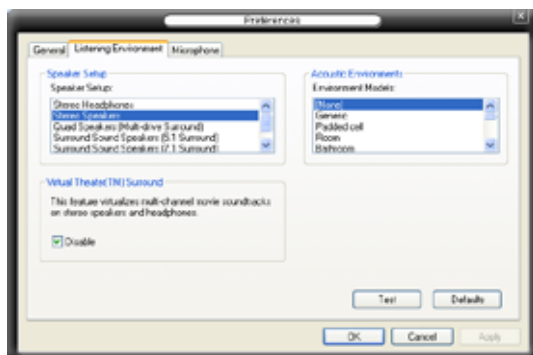 Preferences
General
Listening Environment
Microphone
Speaker Setup
Speaker Setup:
Stereo Headphones
Stereo Speakers
Quad Speakers (Multi-drive Surround)
Surround Sound Speakers (5.1 Surround)
Surround Sound Speakers (7.1 Surround)
Acoustic Environments
Environment Models:
(None)
Generic
Padded cell
Room
Bathroom
Virtual Theater(TM) Surround
This feature virtualizes multi-channel movie soundtracks
on stereo speakers and headphones.
Disable
Test
Defaults
OK
Cancel
Apply